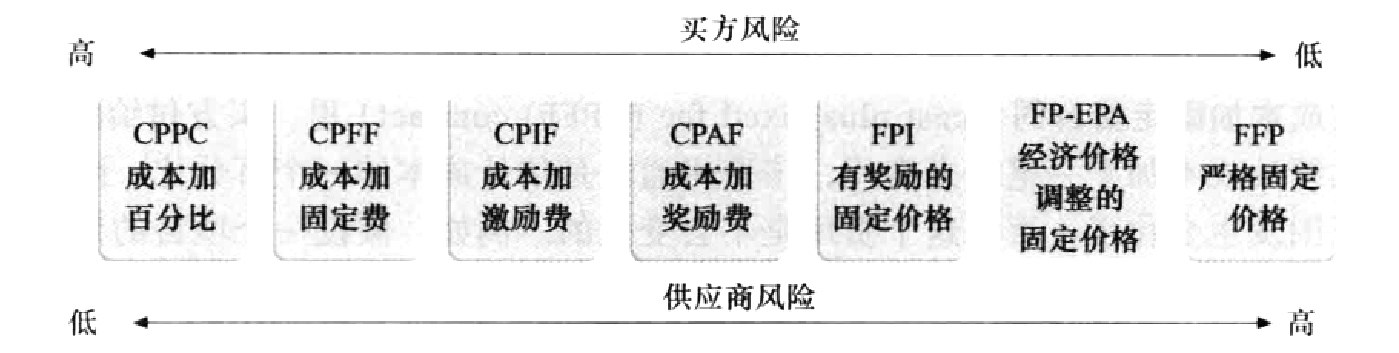 买方风险
高
低
CPPC
成本加
百分比
CPFF
成本加
固定费
CPIF
成本加
激励费
CPAF
成本加
奖励费
FPI
有奖励的
固定价格
FP-EPA
经济价格
调整的
固定价格
FFP
严格固定
价格
供应商风险
低
高